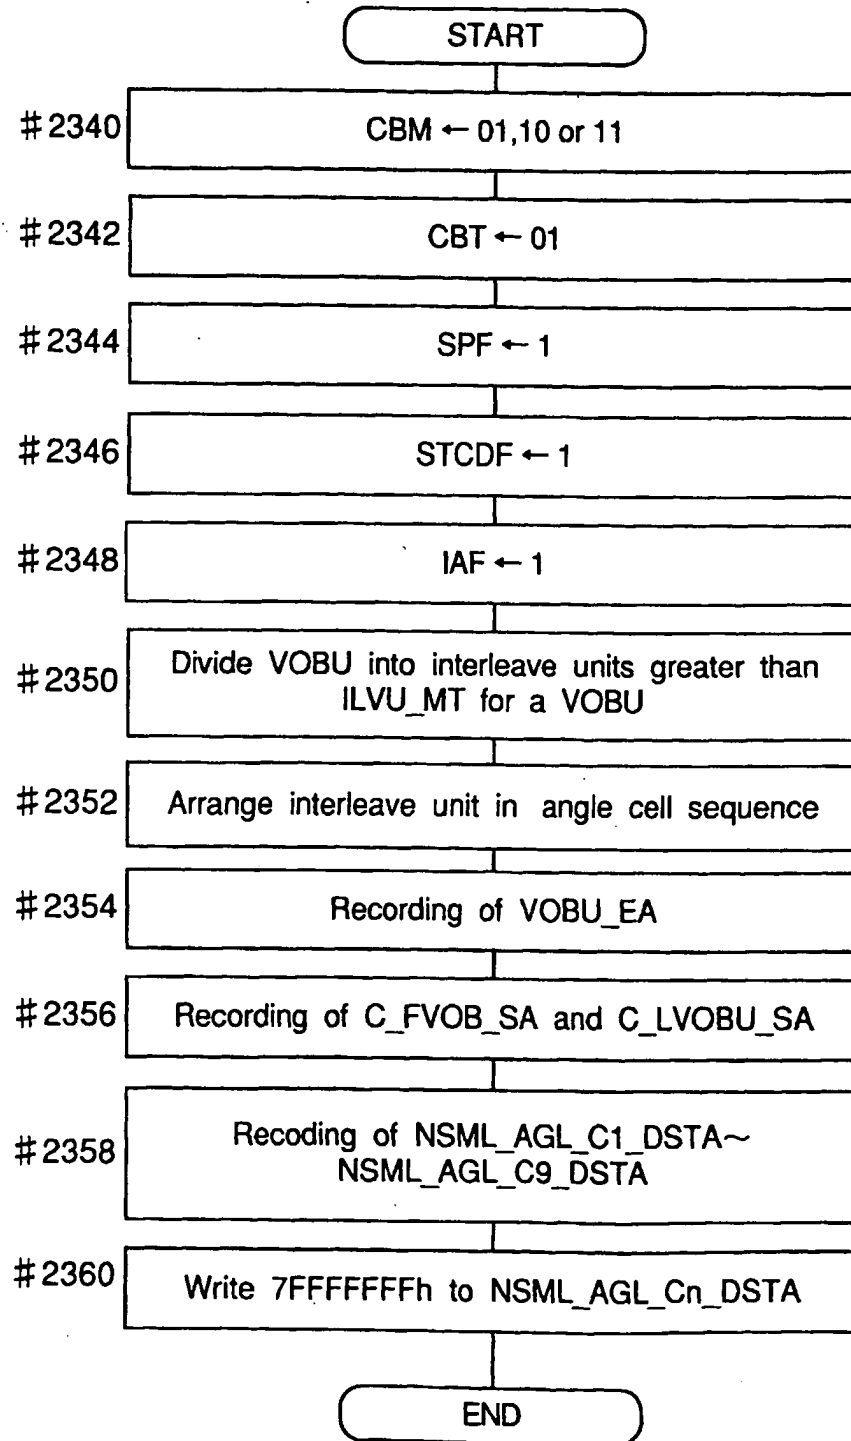 START
#2340 CBM ← 01,10 or 11
#2342 CBT ← 01
#2344 SPF ← 1
#2346 STCDF ← 1
#2348 IAF ← 1
#2350 Divide VOBU into interleave units greater than
ILVU_MT for a VOBU
#2352 Arrange interleave unit in angle cell sequence
#2354 Recording of VOBU_EA
#2356 Recording of C_FVOB_SA and C_LVOBU_SA
#2358 Recoding of NSML_AGL_C1_DSTA~
NSML_AGL_C9_DSTA
#2360 Write 7FFFFFFFh to NSML_AGL_Cn_DSTA
END